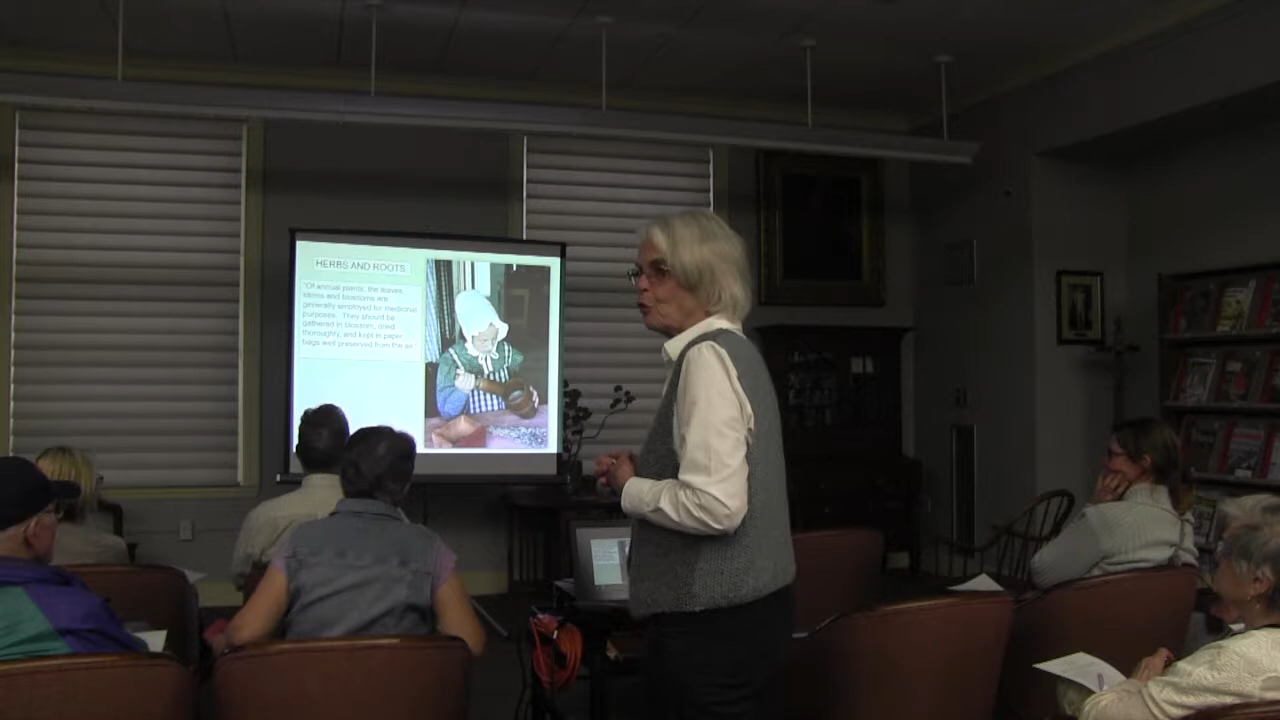 HERBS AND ROOTS
"Of annual plants, the leaves,
stems and blossoms are
generally employed for medicinal
purposes. They should be
gathered in blossom, dried
thoroughly, and kept in paper
bags well preserved from the air."